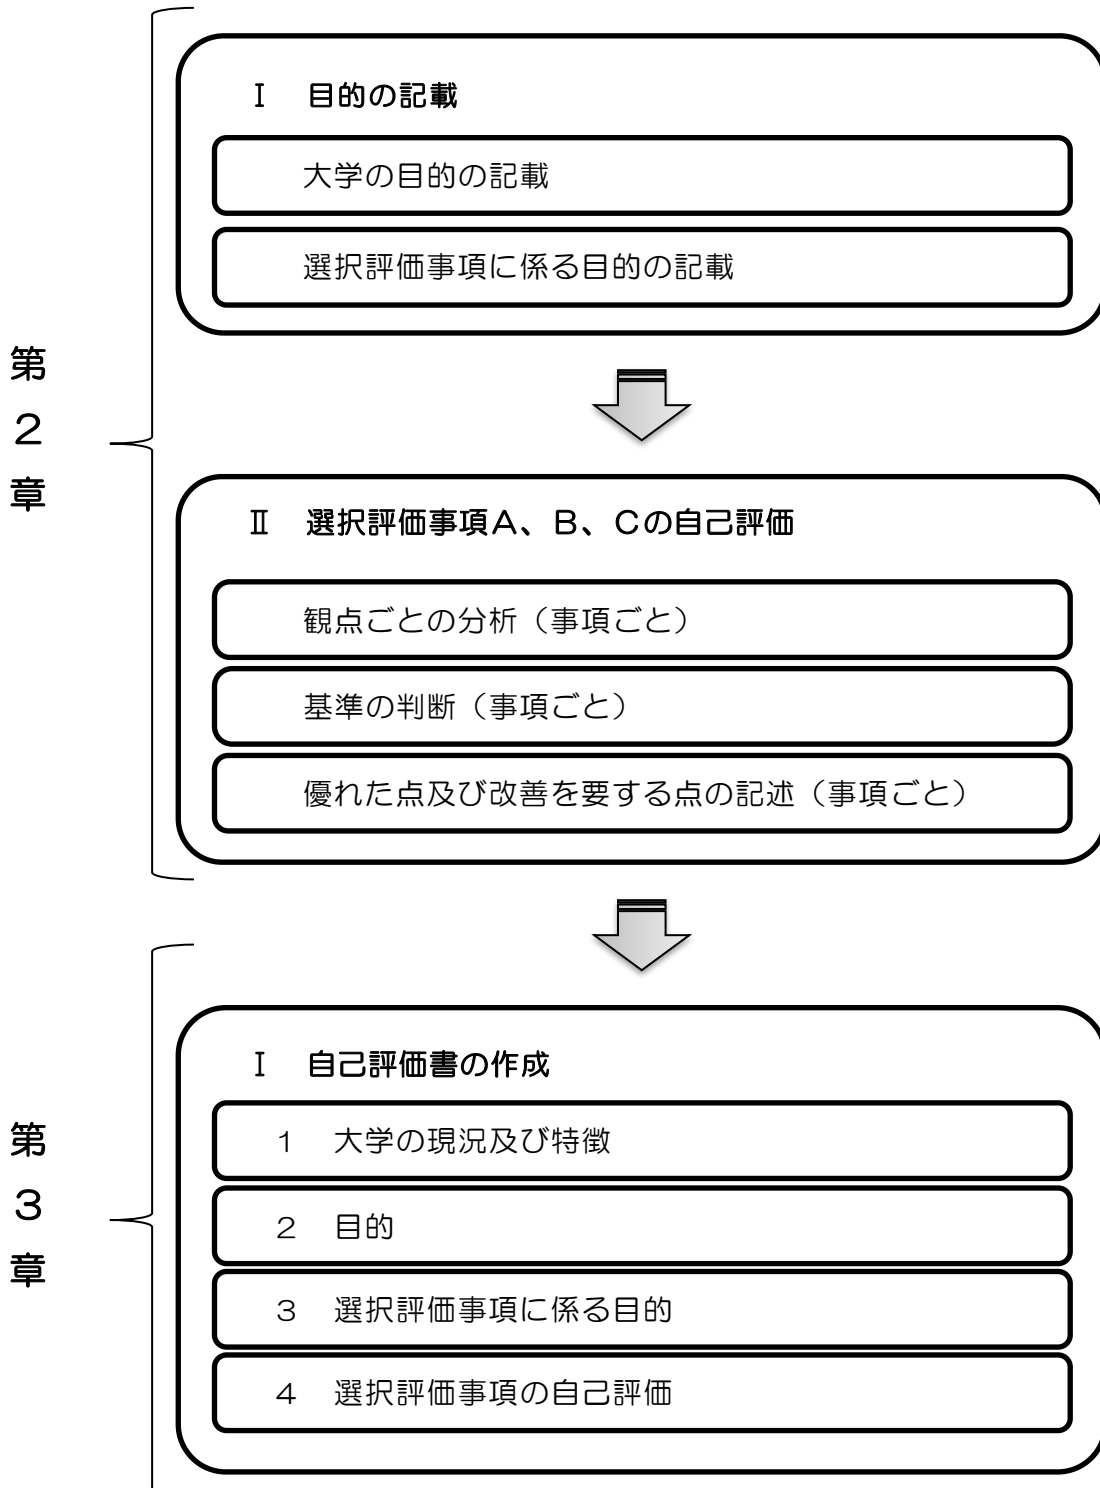 第２章
Ⅰ　目的の記載
大学の目的の記載
選択評価事項に係る目的の記載
Ⅱ　選択評価事項Ａ、Ｂ、Ｃの自己評価
観点ごとの分析（事項ごと）
基準の判断（事項ごと）
優れた点及び改善を要する点の記述（事項ごと）
第３章
Ⅰ　自己評価書の作成
１　大学の現況及び特徴
２　目的
３　選択評価事項に係る目的
４　選択評価事項の自己評価